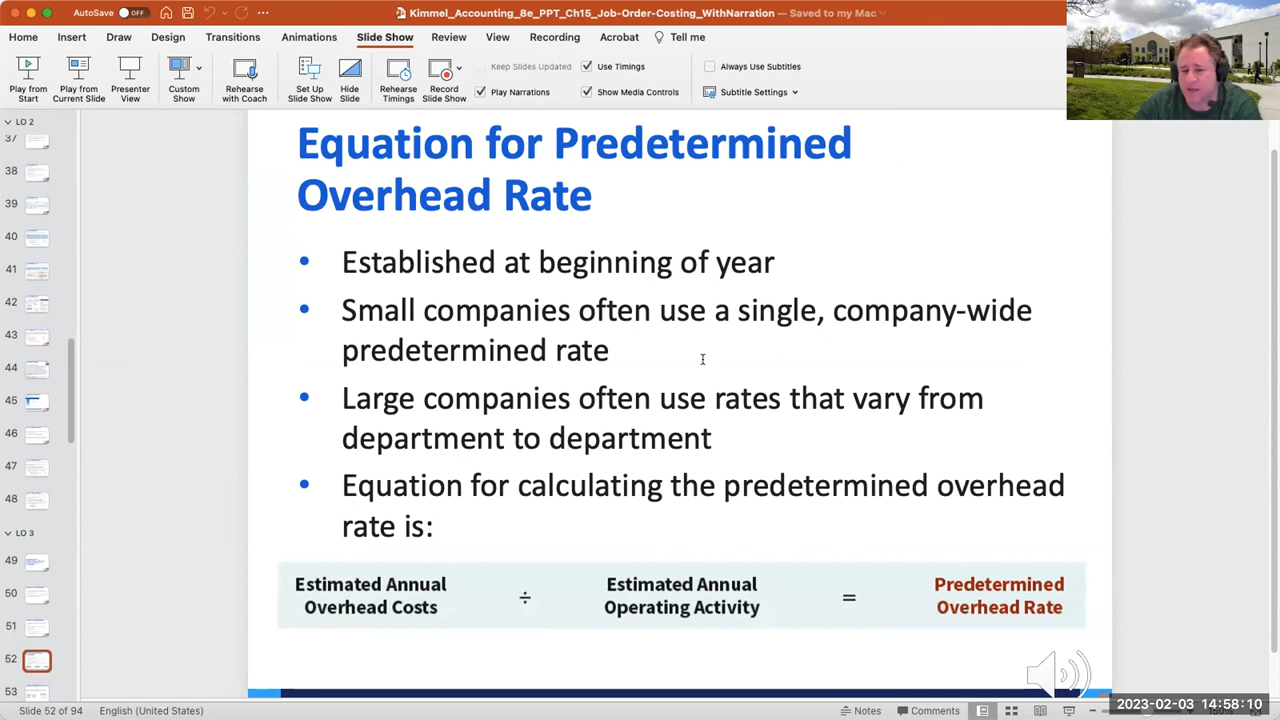 AutoSave OFF
Kimmel_Accounting_8e_PPT_Ch15_Job-Order-Costing_WithNarration — Saved to my Mac
Home Insert Draw Design Transitions Animations Slide Show Review View Recording Acrobat Tell me
Play from Start
Play from Current Slide
Presenter View
Custom Show
Rehearse with Coach
Set Up Slide Show
Hide Slide
Rehearse Timings
Record Slide Show
Keep Slides Updated
Use Timings
Always Use Subtitles
Play Narrations
Show Media Controls
Subtitle Settings
LO 2
37
38
39
40
41
42
43
44
45
46
47
48
LO 3
49
50
51
52
53
Equation for Predetermined
Overhead Rate
• Established at beginning of year
• Small companies often use a single, company-wide
predetermined rate
• Large companies often use rates that vary from
department to department
• Equation for calculating the predetermined overhead
rate is:
Estimated Annual Overhead Costs ÷ Estimated Annual Operating Activity = Predetermined Overhead Rate
Slide 52 of 94 English (United States) Notes Comments
2023-02-03 14:58:10